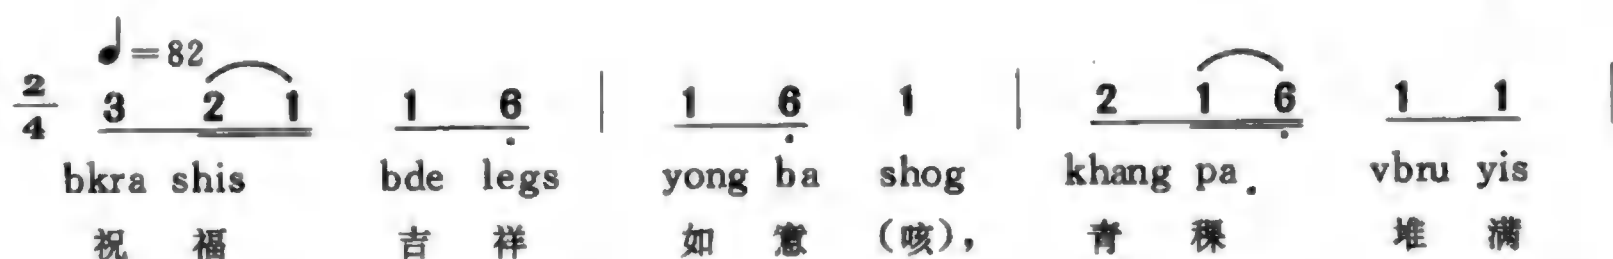 ♩=82
2/4 3 2 1 1 6̣ | 1 6̣ 1 | 2 1 6̣ 1 1 |
bkra shis bde legs yong ba shog khang pa. vbru yis
祝 福 吉 祥 如 意 (咳), 青 稞 堆 满